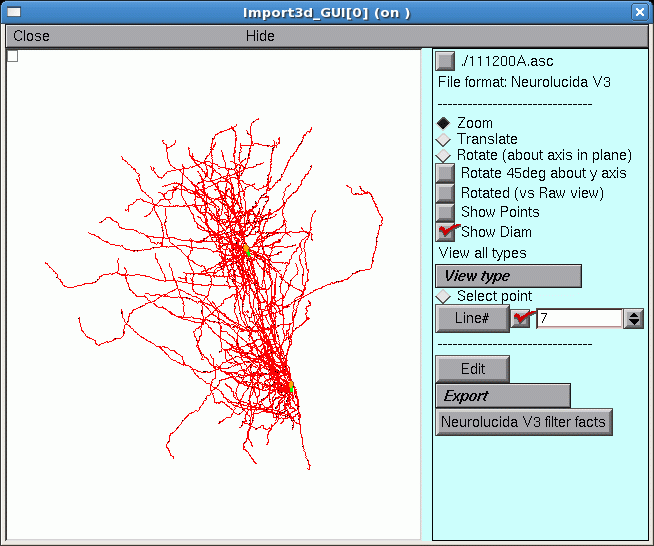 Import3d_GUI[0] (on )
Close Hide
./111200A.asc
File format: Neurolucida V3
-------------------------------
Zoom
Translate
Rotate (about axis in plane)
Rotate 45deg about y axis
Rotated (vs Raw view)
Show Points
Show Diam
View all types
View type
Select point
Line# 7
-------------------------------
Edit
Export
Neurolucida V3 filter facts